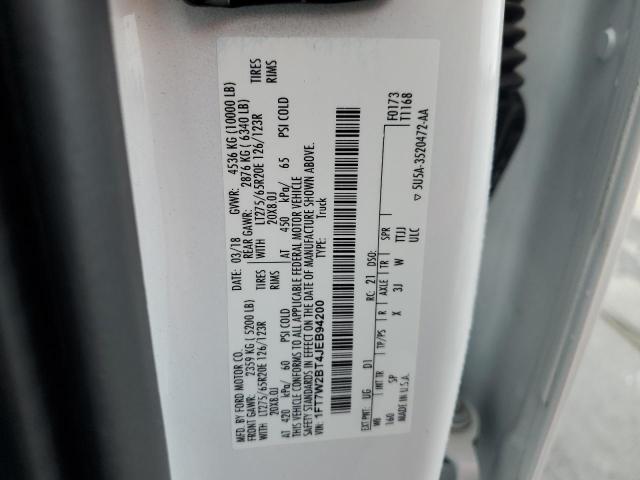 MFD. BY FORD MOTOR CO.
DATE: 03/18 GVWR: 4536 KG (10000 LB)
FRONT GAWR: 2359 KG ( 5200 LB) REAR GAWR: 2876 KG ( 6340 LB)
LT275/65R20E 126/123R TIRES WITH LT275/65R20E 126/123R TIRES
20X8.0J RIMS 20X8.0J RIMS
AT 420 kPa/ 60 PSI COLD AT 450 kPa/ 65 PSI COLD
THIS VEHICLE CONFORMS TO ALL APPLICABLE FEDERAL MOTOR VEHICLE
SAFETY STANDARDS IN EFFECT ON THE DATE OF MANUFACTURE SHOWN ABOVE.
VIN: 1FT7W2BT4JEB94200 TYPE: Truck
F0173
T1168
EXT PNT: UG D1 RC: 21 DSO:
WB INT TR TP/PS R AXLE TR SPR
160 SP X 3J W TTJJ
ULC
MADE IN U.S.A.
▽ 5U5A-3520472-AA